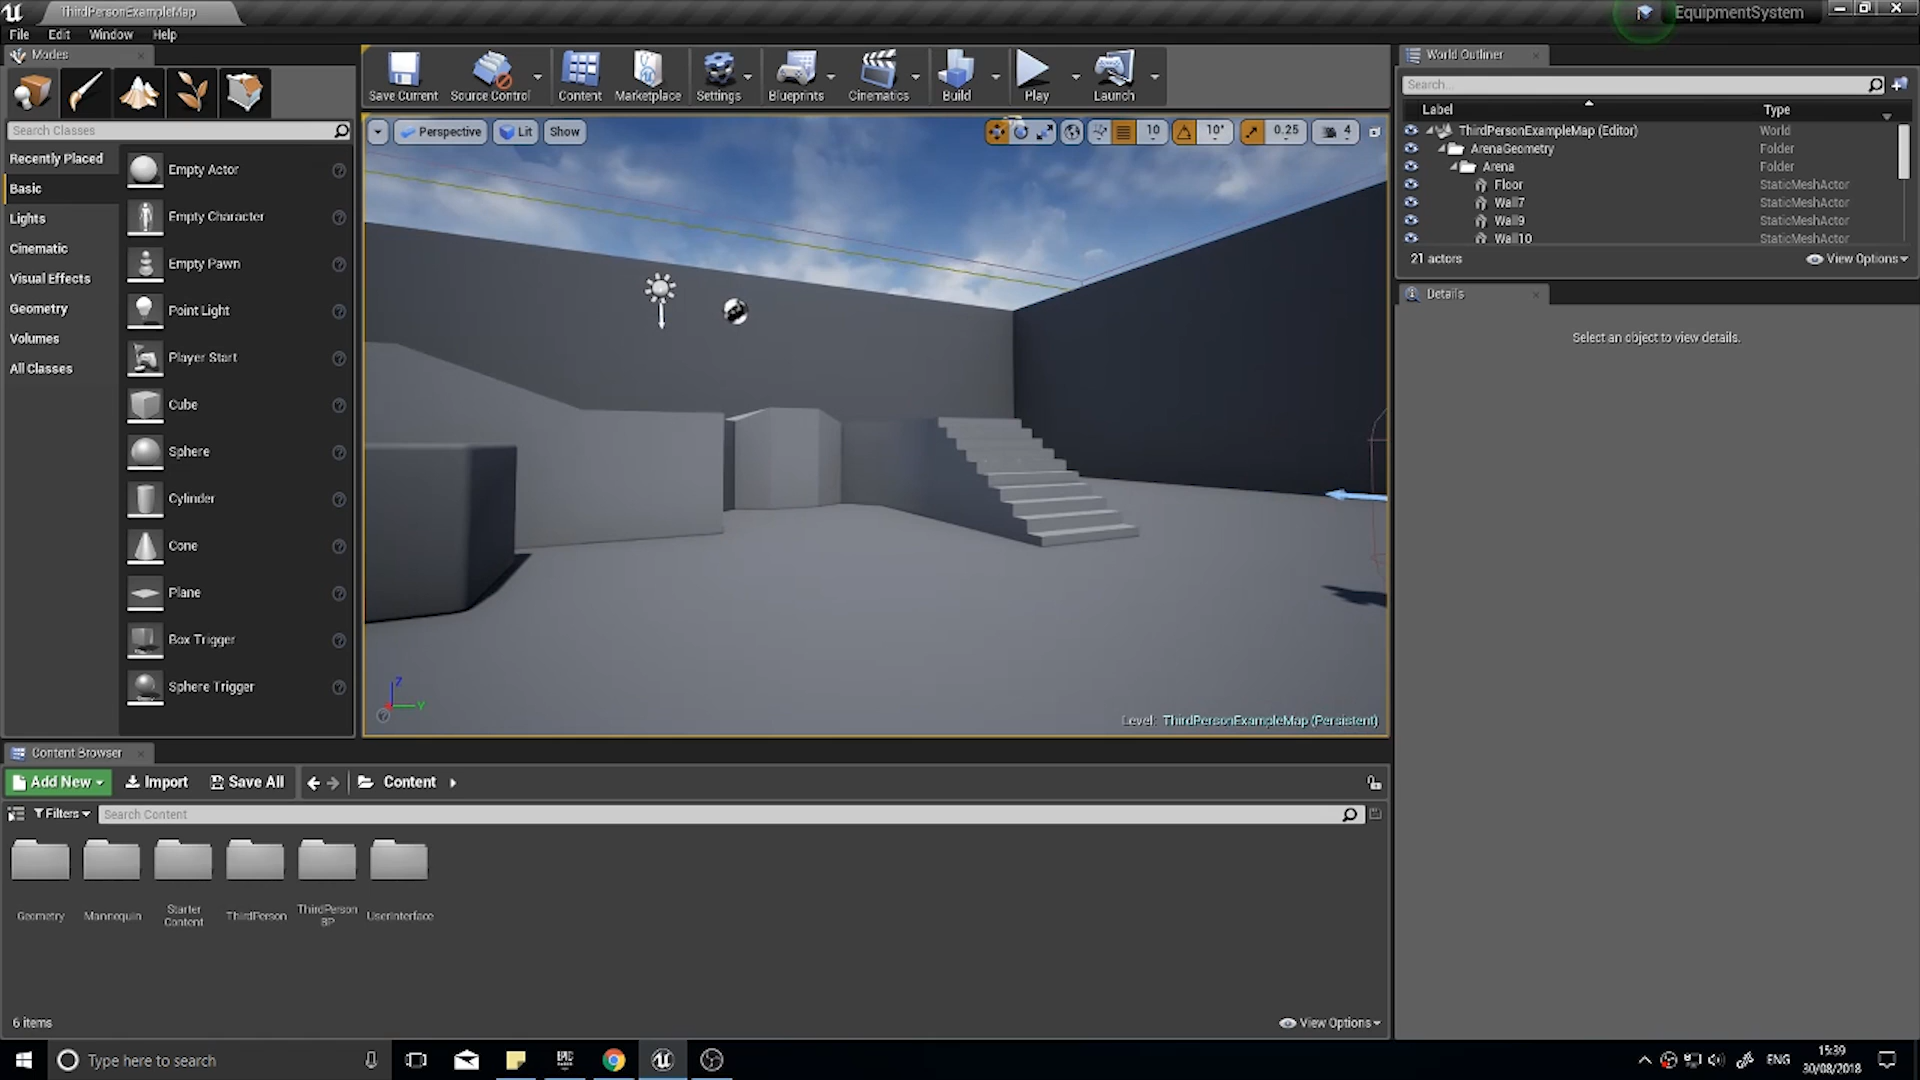 ThirdPersonExampleMap
EquipmentSystem
File Edit Window Help
Modes
Search Classes
Recently Placed
Basic
Lights
Cinematic
Visual Effects
Geometry
Volumes
All Classes
Empty Actor
Empty Character
Empty Pawn
Point Light
Player Start
Cube
Sphere
Cylinder
Cone
Plane
Box Trigger
Sphere Trigger
Save Current Source Control Content Marketplace Settings Blueprints Cinematics Build Play Launch
Perspective Lit Show 10 10° 0.25 4
Level: ThirdPersonExampleMap (Persistent)
Z
Y
World Outliner
Search...
Label Type
ThirdPersonExampleMap (Editor) World
ArenaGeometry Folder
Arena Folder
Floor StaticMeshActor
Wall7 StaticMeshActor
Wall9 StaticMeshActor
Wall10 StaticMeshActor
21 actors View Options
Details
Select an object to view details.
Content Browser
Add New Import Save All Content
Filters Search Content
Geometry
Mannequin
Starter
Content
ThirdPerson
ThirdPerson
BP
UserInterface
6 items View Options
Type here to search
EPIC
ENG
15:39
30/08/2018